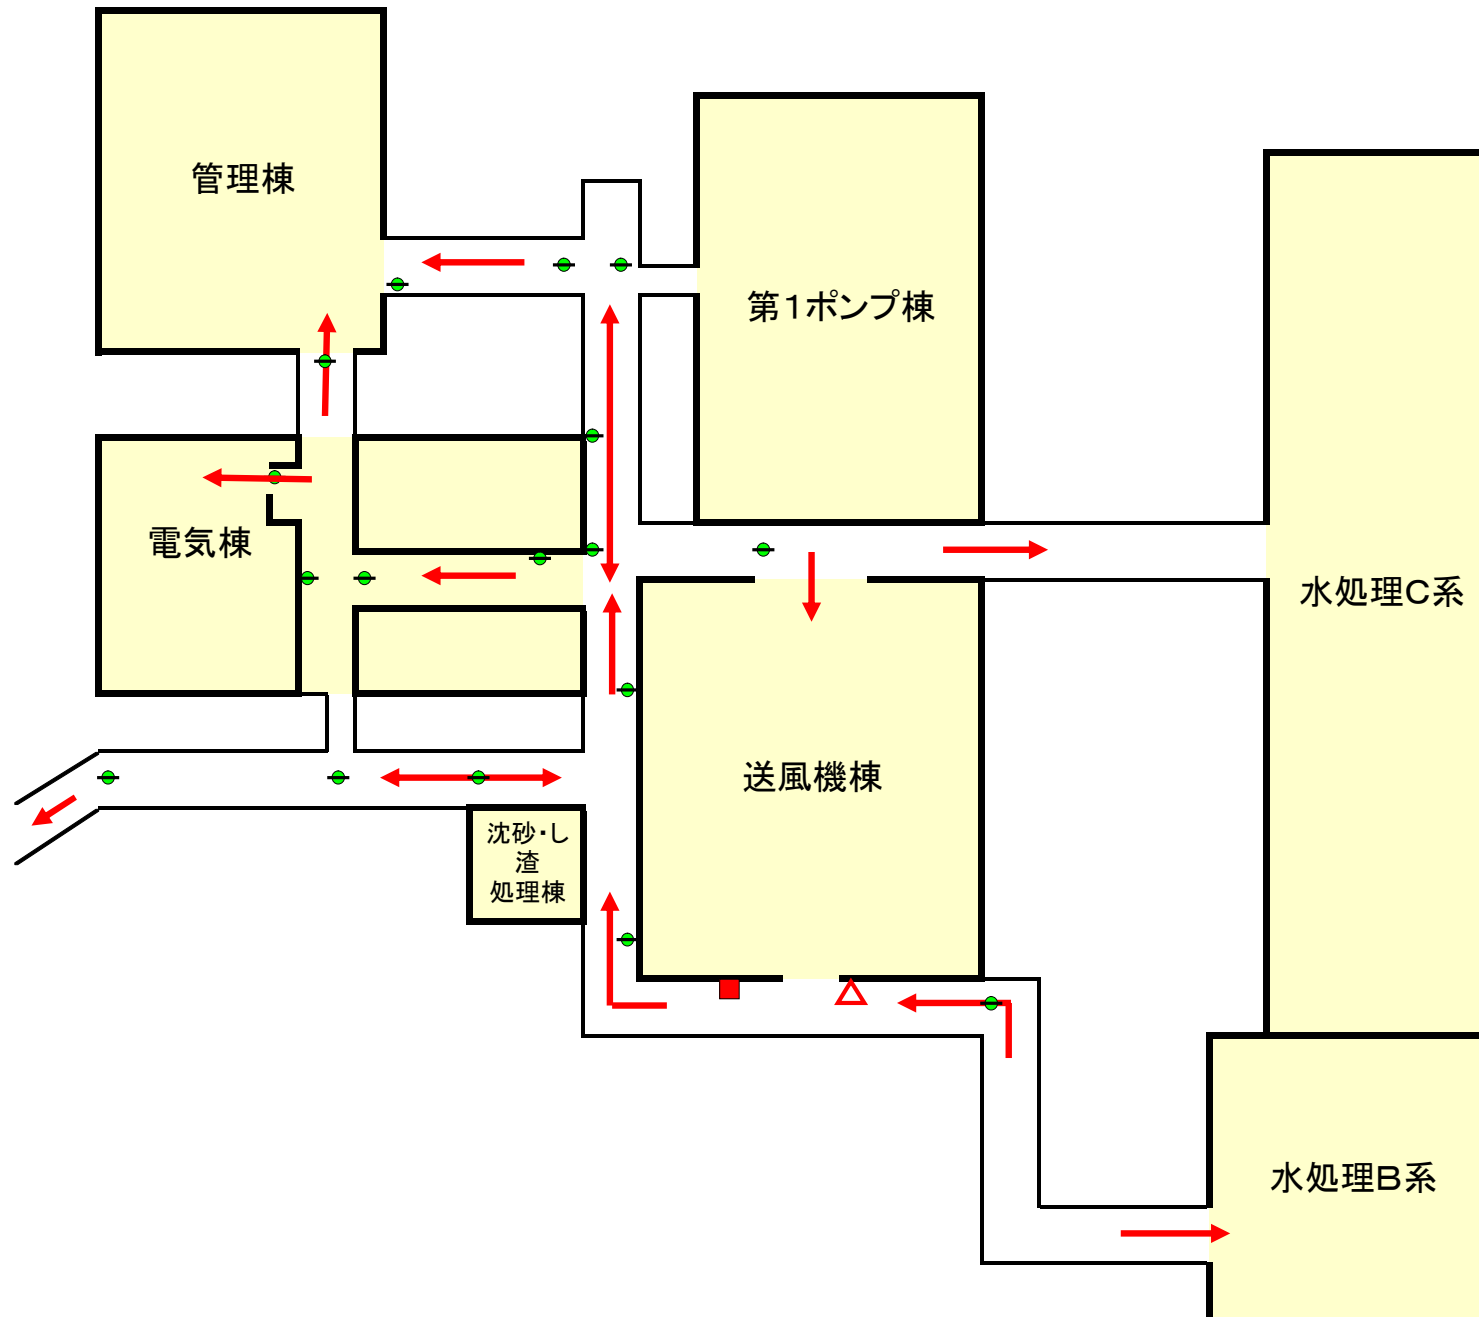 管理棟
第１ポンプ棟
電気棟
水処理Ｃ系
送風機棟
沈砂・し
渣
処理棟
水処理Ｂ系